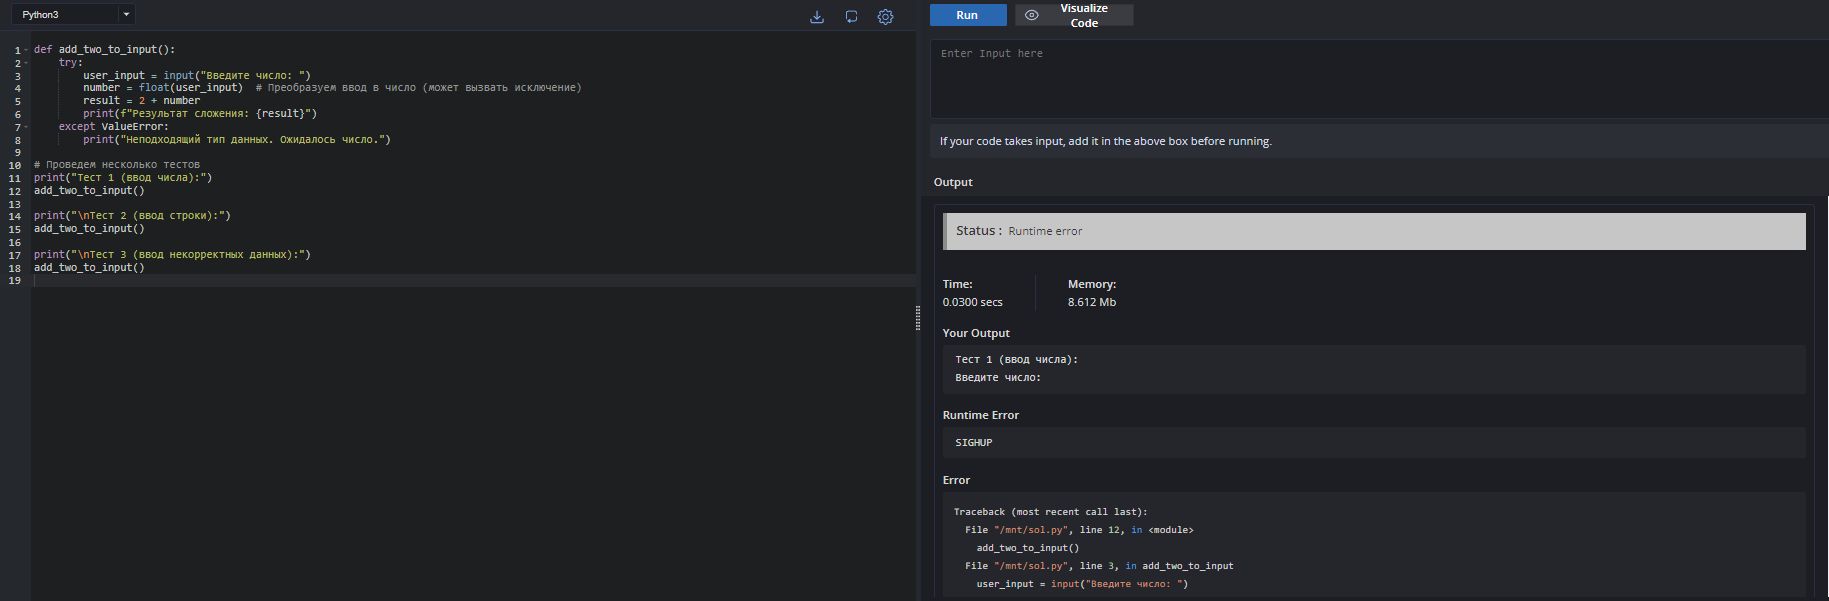 Python3
1 def add_two_to_input():
2     try:
3         user_input = input("Введите число: ")
4         number = float(user_input)  # Преобразуем ввод в число (может вызвать исключение)
5         result = 2 + number
6         print(f"Результат сложения: {result}")
7     except ValueError:
8         print("Неподходящий тип данных. Ожидалось число.")
9
10 # Проведем несколько тестов
11 print("Тест 1 (ввод числа):")
12 add_two_to_input()
13
14 print("\nТест 2 (ввод строки):")
15 add_two_to_input()
16
17 print("\nТест 3 (ввод некорректных данных):")
18 add_two_to_input()
19
Run
Visualize
Code
Enter Input here
If your code takes input, add it in the above box before running.
Output
Status : Runtime error
Time:
0.0300 secs
Memory:
8.612 Mb
Your Output
Тест 1 (ввод числа):
Введите число:
Runtime Error
SIGHUP
Error
Traceback (most recent call last):
  File "/mnt/sol.py", line 12, in <module>
    add_two_to_input()
  File "/mnt/sol.py", line 3, in add_two_to_input
    user_input = input("Введите число: ")